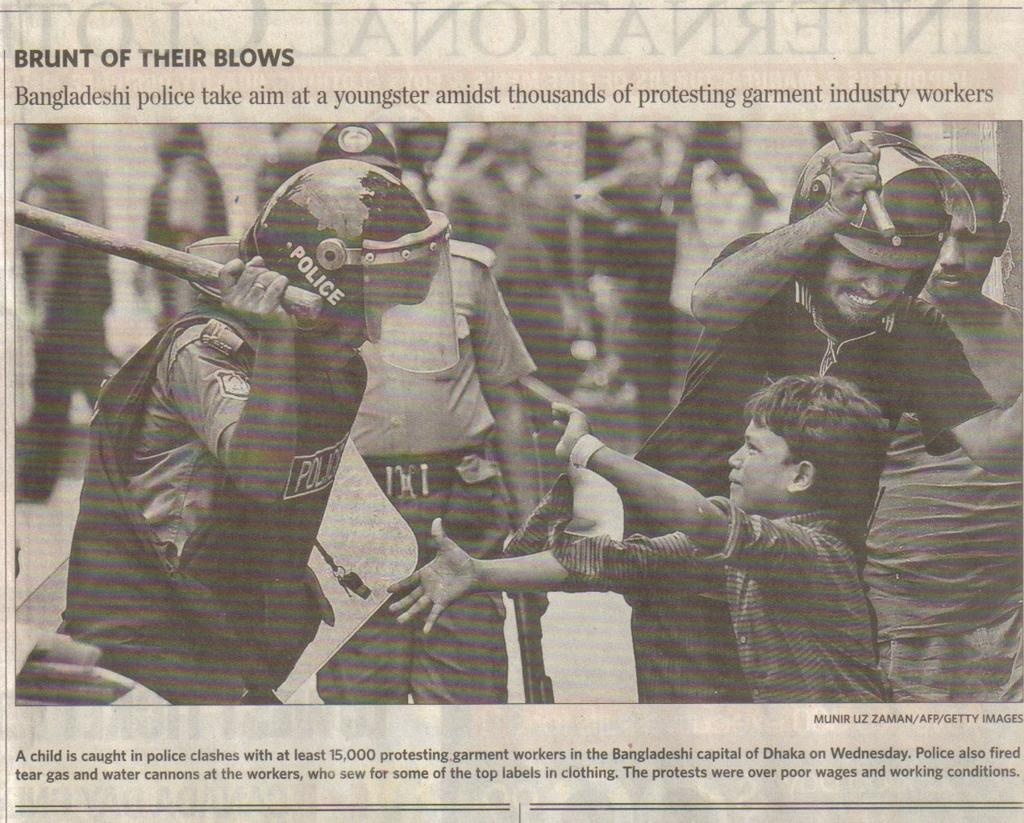 BRUNT OF THEIR BLOWS
Bangladeshi police take aim at a youngster amidst thousands of protesting garment industry workers
POLICE
POLI
MUNIR UZ ZAMAN/AFP/GETTY IMAGES
A child is caught in police clashes with at least 15,000 protesting garment workers in the Bangladeshi capital of Dhaka on Wednesday. Police also fired
tear gas and water cannons at the workers, who sew for some of the top labels in clothing. The protests were over poor wages and working conditions.